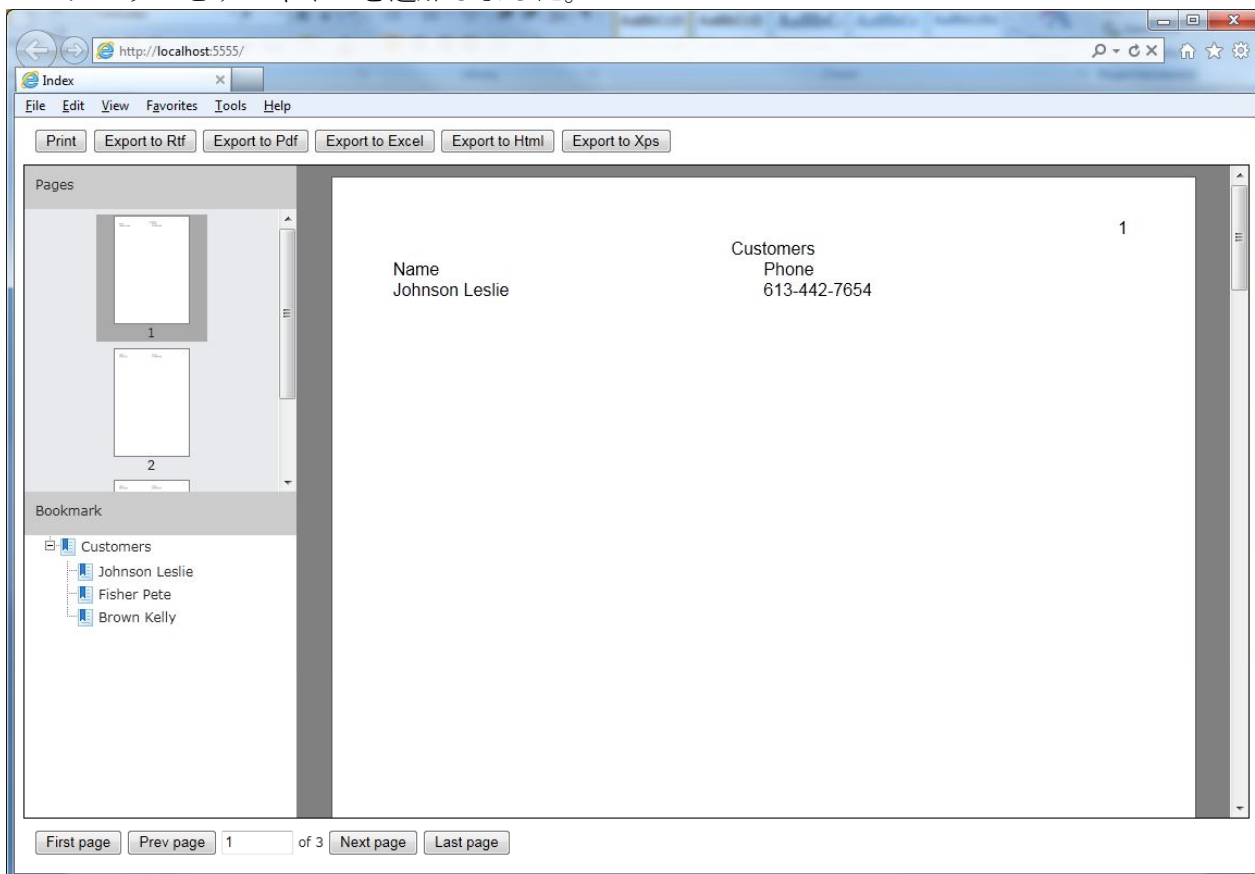 http://localhost:5555/
Index
File Edit View Favorites Tools Help
Print Export to Rtf Export to Pdf Export to Excel Export to Html Export to Xps
Pages
1
2
Bookmark
Customers
Johnson Leslie
Fisher Pete
Brown Kelly
1
Customers
Name Phone
Johnson Leslie 613-442-7654
First page Prev page 1 of 3 Next page Last page